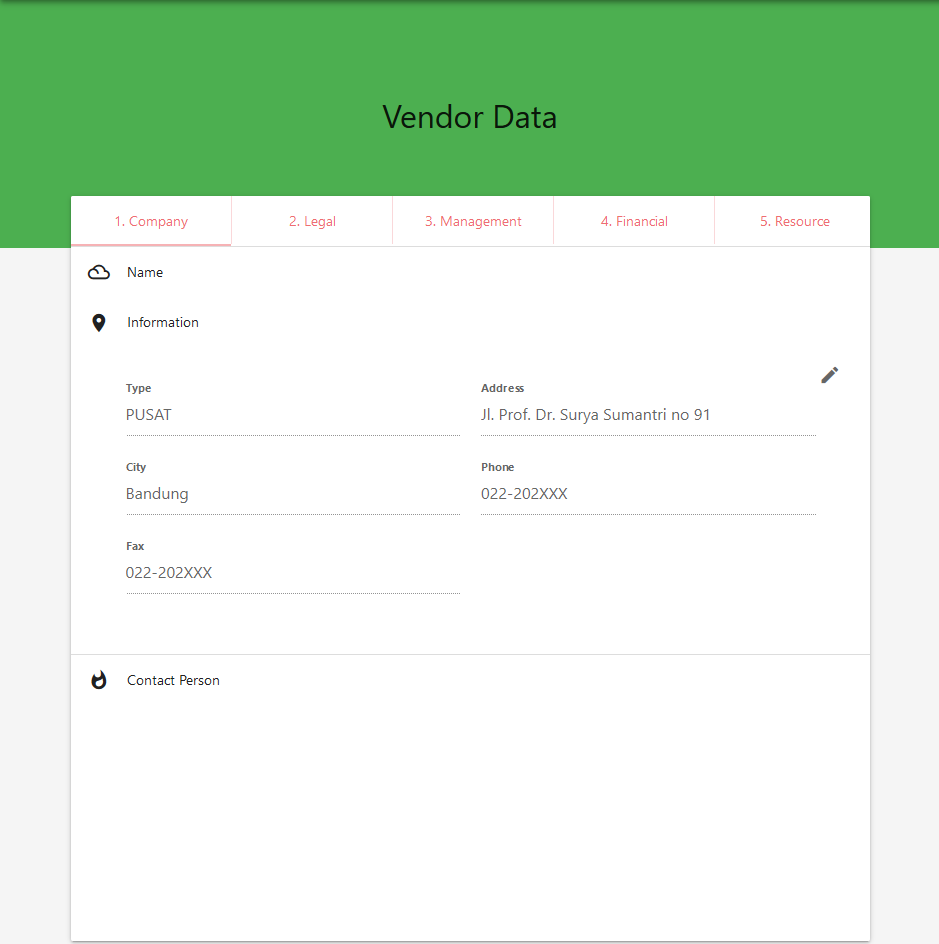 Vendor Data
1. Company 2. Legal 3. Management 4. Financial 5. Resource
Name
Information
Type Address
PUSAT Jl. Prof. Dr. Surya Sumantri no 91
City Phone
Bandung 022-202XXX
Fax
022-202XXX
Contact Person